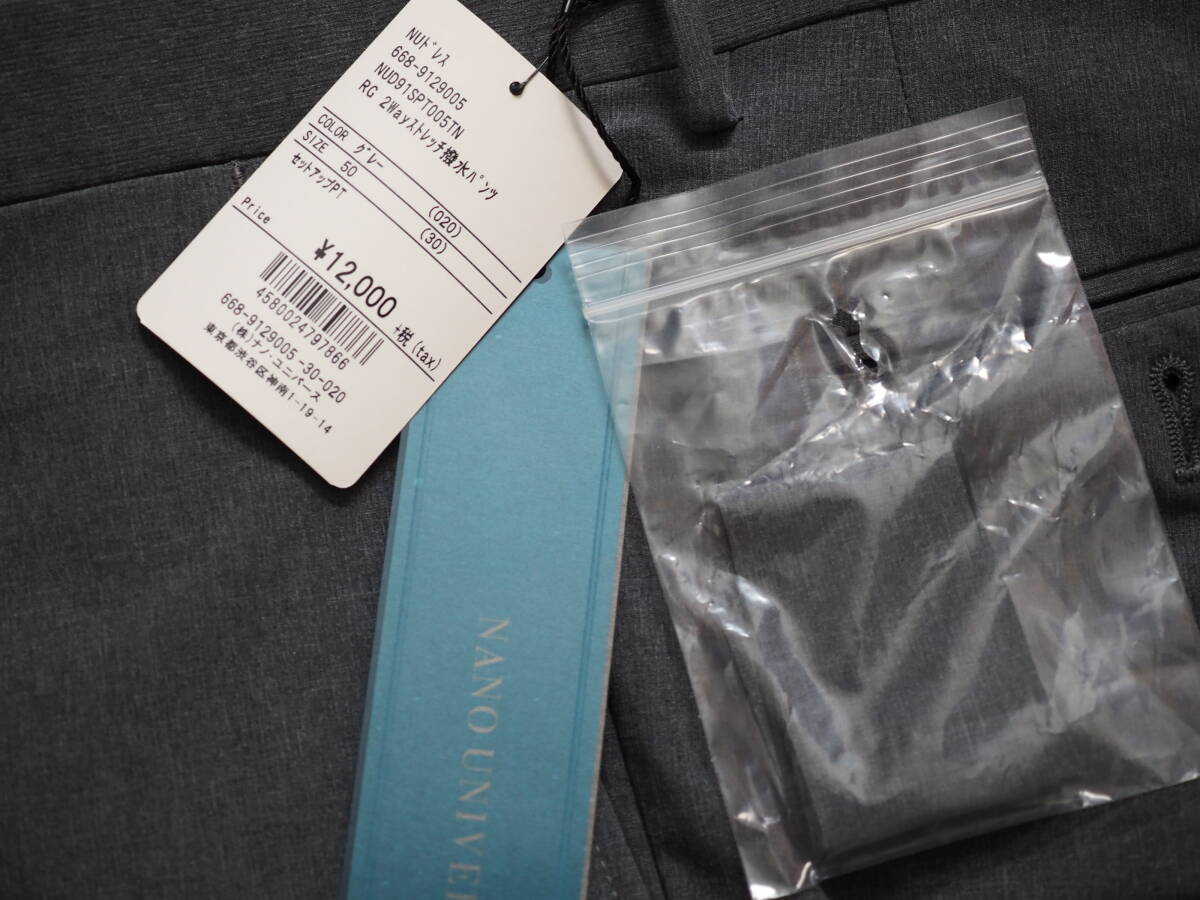 NUﾄﾞﾚｽ
668-9129005
NUD91SPT005TN
RG 2Wayｽﾄﾚｯﾁ撥水ﾊﾟﾝﾂ
COLOR ｸﾞﾚｰ (020)
SIZE 50 (30)
ｾｯﾄｱｯﾌﾟPT
Price
¥12,000 +税(tax)
4580024797866
668-9129005-30-020
(株)ナノ・ユニバース
東京都渋谷区神南1-19-14
NANO UNIVER